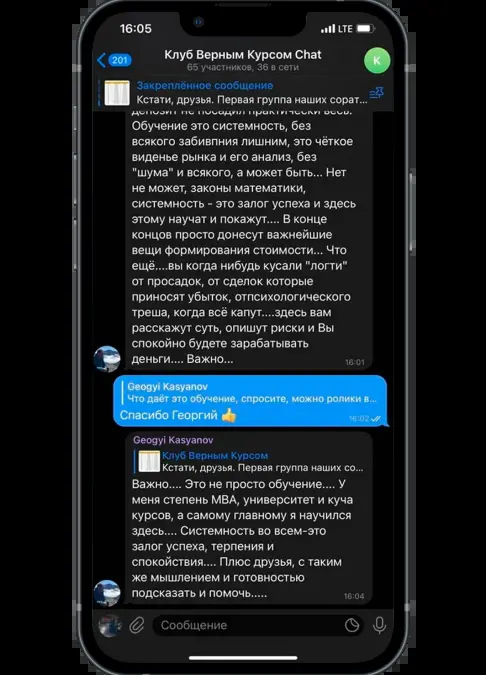 16:05
LTE
201
Клуб Верным Курсом Chat
65 участников, 36 в сети
К
Закреплённое сообщение
Кстати, друзья. Первая группа наших сорат...
депозит не посадил практически весь.
Обучение это системность, без
всякого забивпния лишним, это чёткое
виденье рынка и его анализ, без
"шума" и всякого, а может быть... Нет
не может, законы математики,
системность - это залог успеха и здесь
этому научат и покажут.... В конце
концов просто донесут важнейшие
вещи формирования стоимости... Что
ещё....вы когда нибудь кусали "логти"
от просадок, от сделок которые
приносят убыток, отпсихологического
треша, когда всё капут....здесь вам
расскажут суть, опишут риски и Вы
спокойно будете зарабатывать
деньги.... Важно...
16:01
Geogyi Kasyanov
Что даёт это обучение, спросите, можно ролики в...
Спасибо Георгий 👍
16:02
Geogyi Kasyanov
Клуб Верным Курсом
Кстати, друзья. Первая группа наших со...
Важно.... Это не просто обучение.... У
меня степень МВА, университет и куча
курсов, а самому главному я научился
здесь.... Системность во всем-это
залог успеха, терпения и
спокойствия.... Плюс друзья, с таким
же мышлением и готовностью
подсказать и помочь.....
16:04
Сообщение